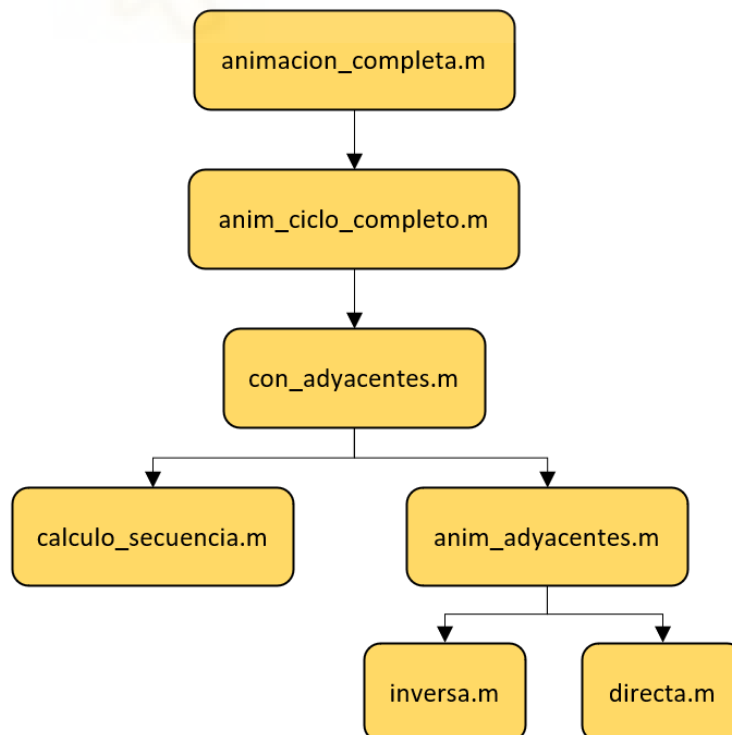 animacion_completa.m
anim_ciclo_completo.m
con_adyacentes.m
calculo_secuencia.m
anim_adyacentes.m
inversa.m
directa.m